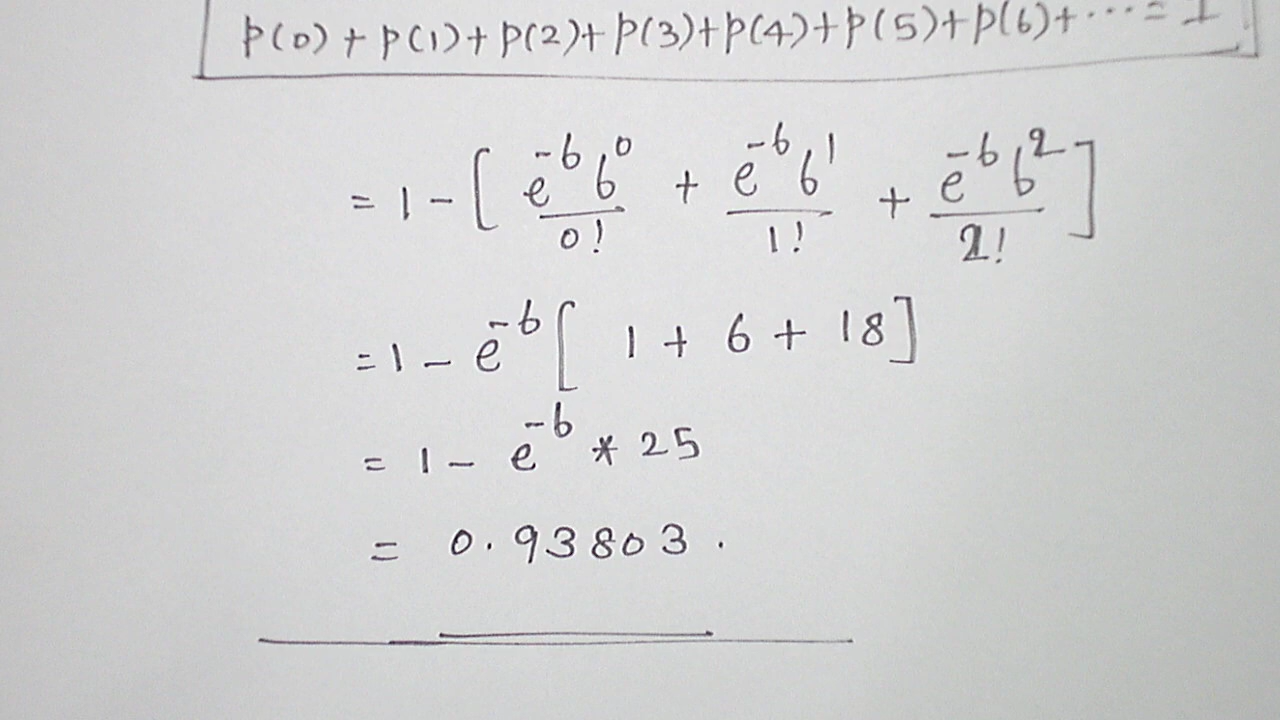 p(0) + p(1) + p(2) + p(3) + p(4) + p(5) + p(6) + ... = 1
= 1 - [ e^-6 6^0 / 0! + e^-6 6^1 / 1! + e^-6 6^2 / 2! ]
= 1 - e^-6 [ 1 + 6 + 18 ]
= 1 - e^-6 * 25
= 0.93803.